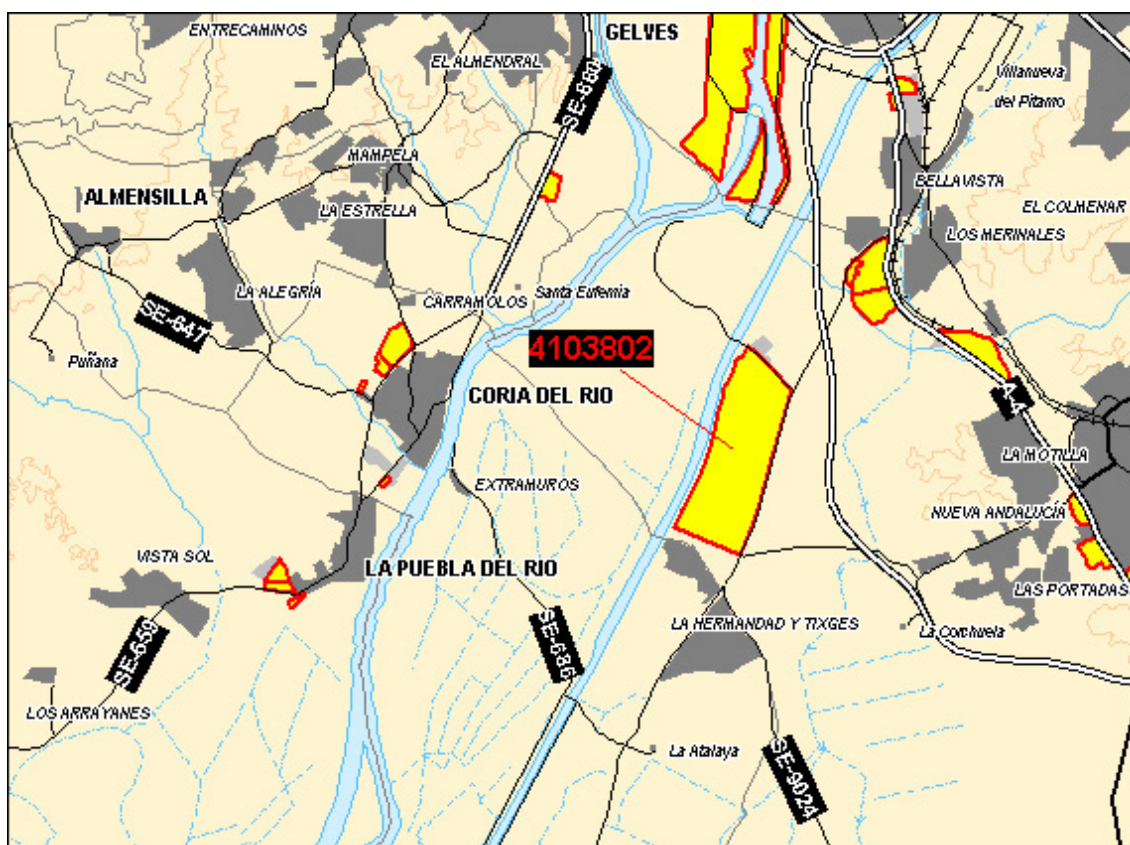 ENTRECAMINOS
GELVES
EL ALMENDRAL
SE-680
Villanueva
del Pítamo
MAMPELA
ALMENSILLA
LA ESTRELLA
BELLAVISTA
EL COLMENAR
LOS MERINALES
LA ALEGRÍA
CARRAMOLOS
Santa Eufemia
SE-647
Puñana
4103802
CORIA DEL RIO
A-4
LA MOTILLA
EXTRAMUROS
NUEVA ANDALUCÍA
VISTA SOL
LA PUEBLA DEL RIO
LAS PORTADAS
LA HERMANDAD Y TIXGES
La Corchuela
SE-659
SE-686
LOS ARRAYANES
La Atalaya
SE-9024